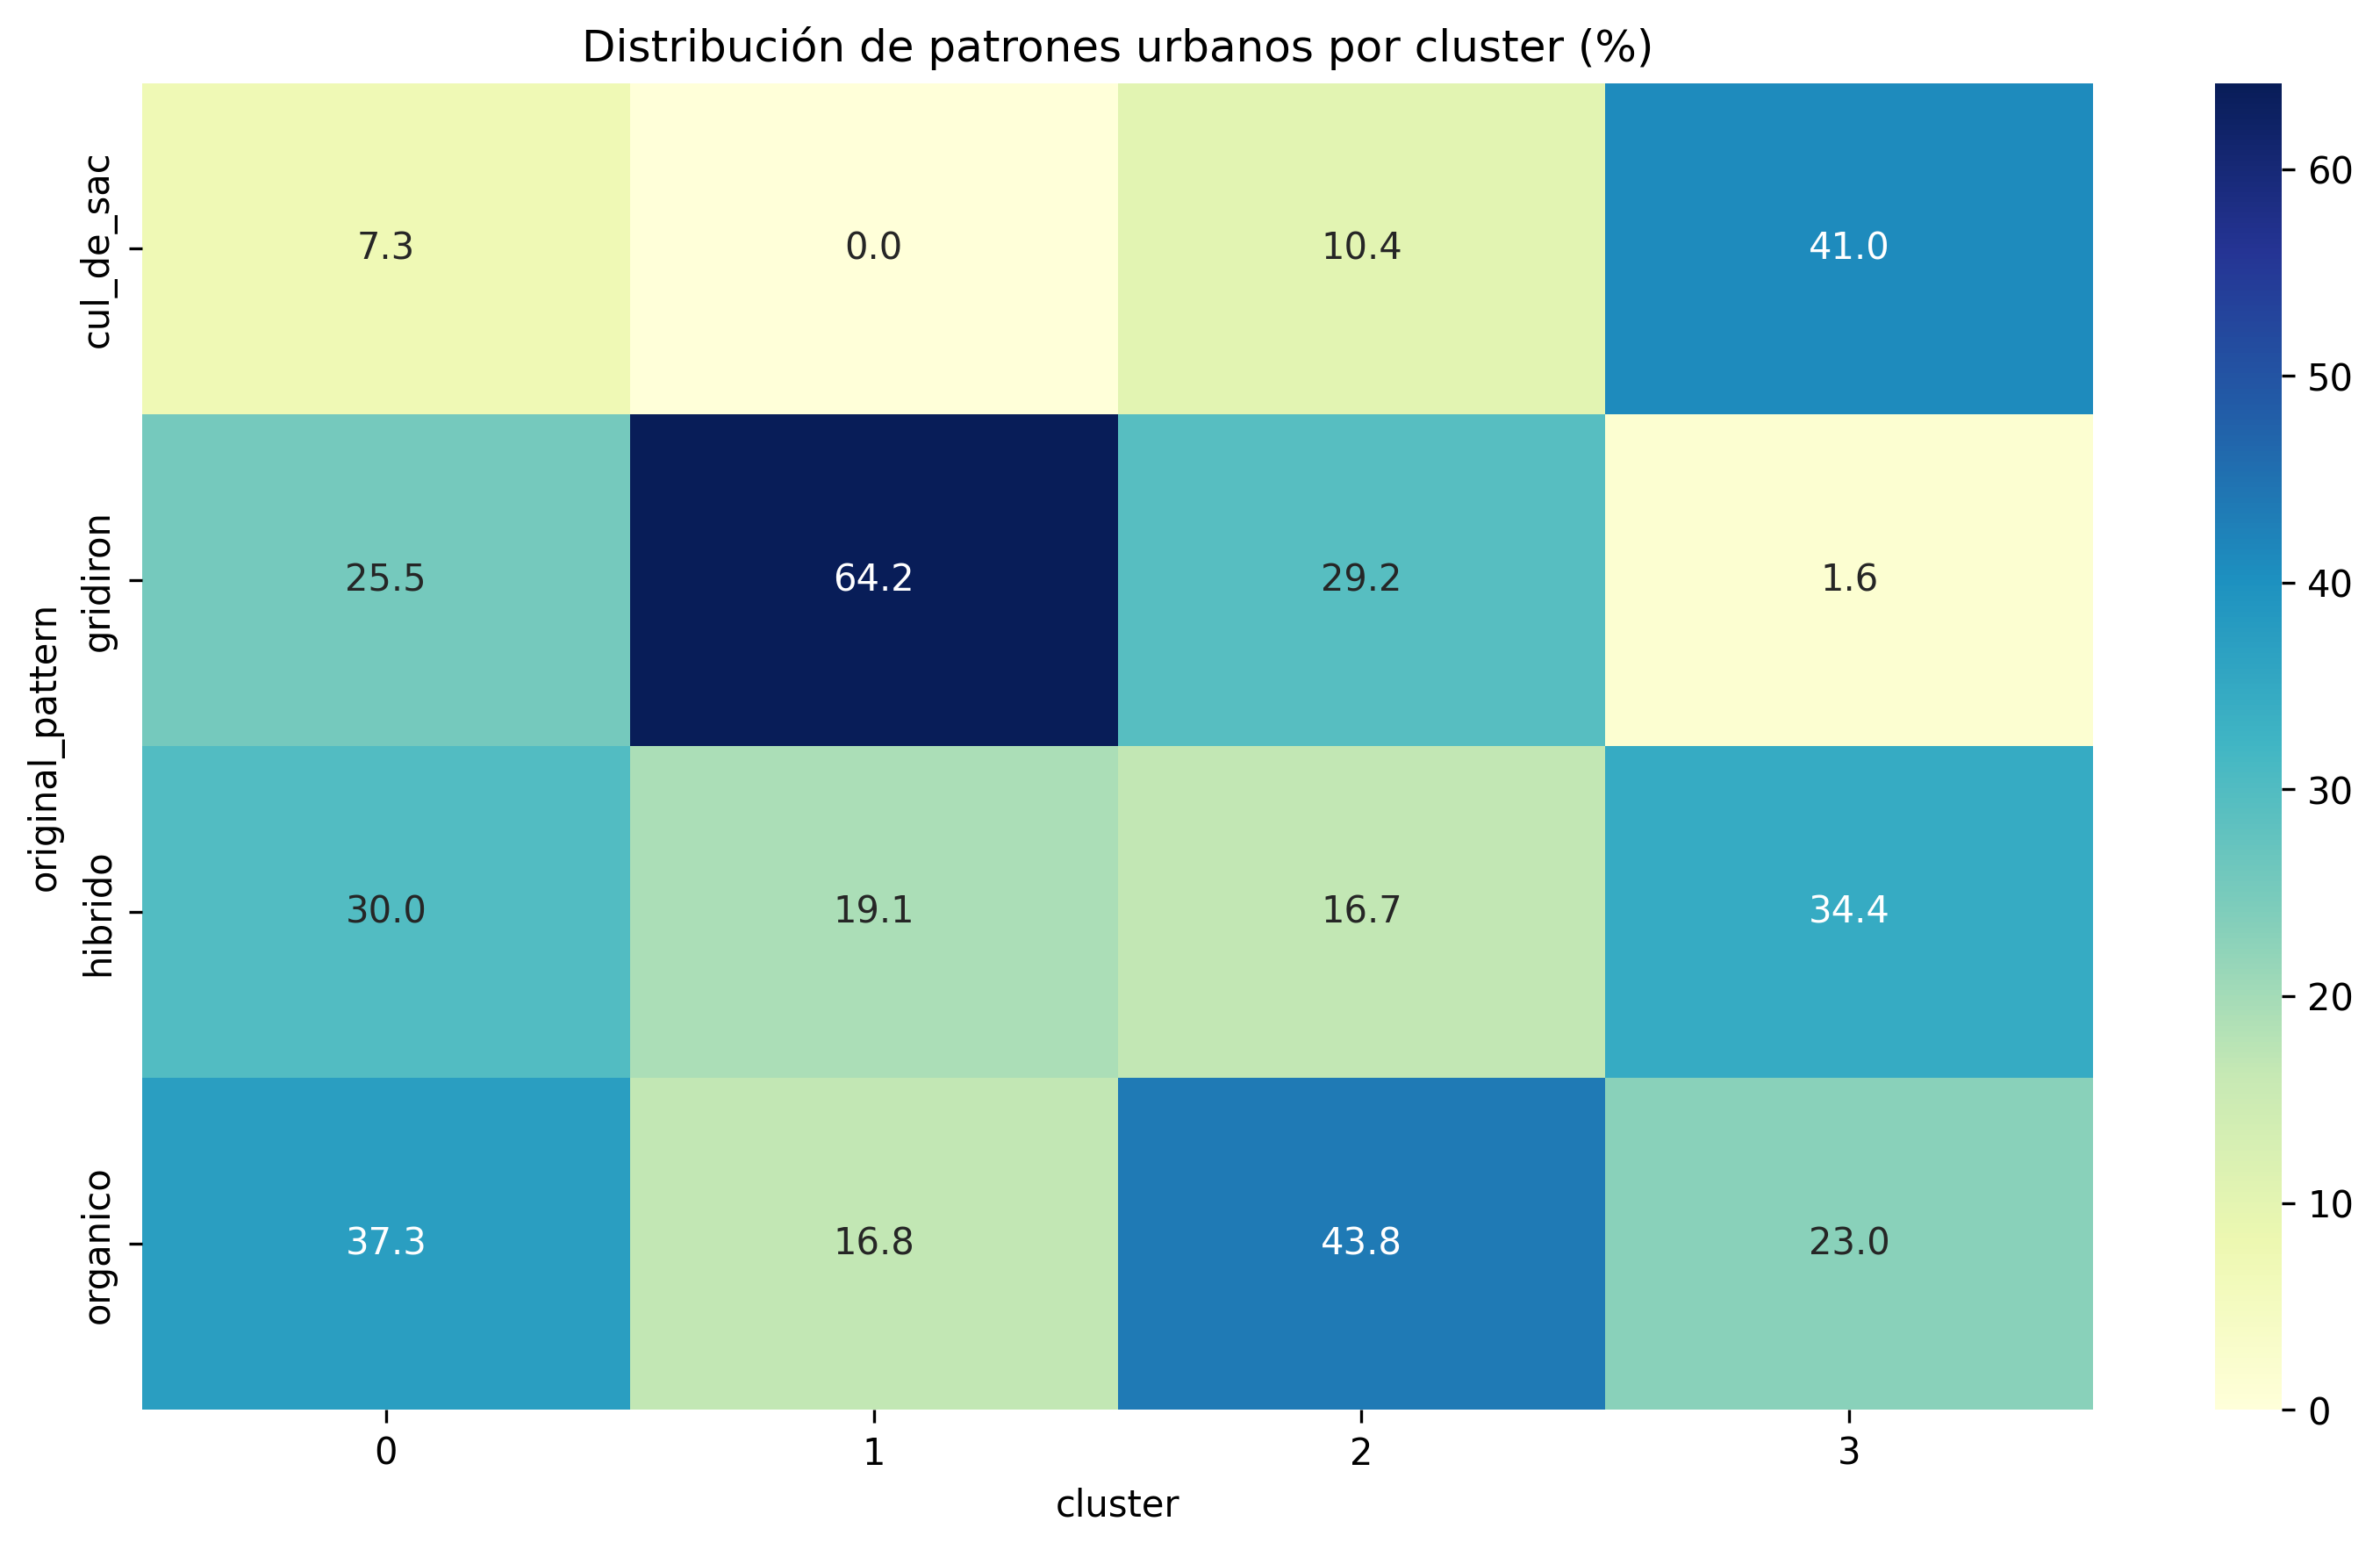 Distribución de patrones urbanos por cluster (%)
original_pattern
cul_de_sac
7.3 0.0 10.4 41.0
gridiron
25.5 64.2 29.2 1.6
hibrido
30.0 19.1 16.7 34.4
organico
37.3 16.8 43.8 23.0
0 1 2 3
cluster
60
50
40
30
20
10
0